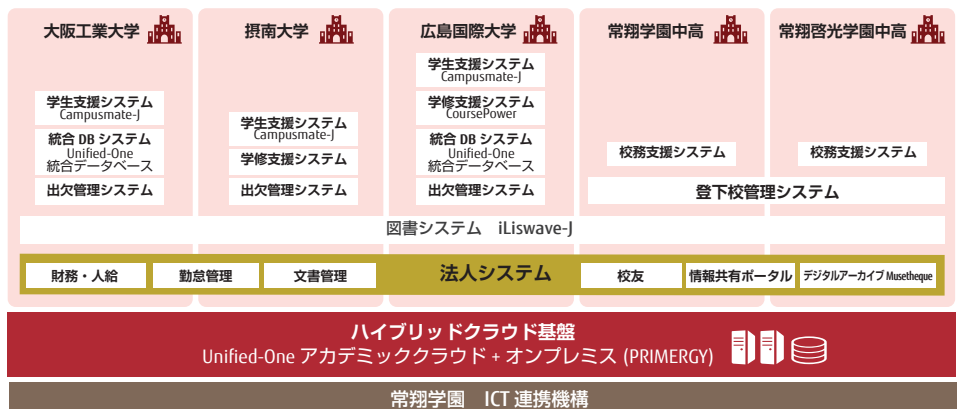 大阪工業大学
学生支援システム
Campusmate-J
統合 DB システム
Unified-One
統合データベース
出欠管理システム
摂南大学
学生支援システム
Campusmate-J
学修支援システム
出欠管理システム
広島国際大学
学生支援システム
Campusmate-J
学修支援システム
CoursePower
統合 DB システム
Unified-One
統合データベース
出欠管理システム
常翔学園中高
校務支援システム
常翔啓光学園中高
校務支援システム
登下校管理システム
図書システム iLiswave-J
財務・人給
勤怠管理
文書管理
法人システム
校友
情報共有ポータル
デジタルアーカイブ Musetheque
ハイブリッドクラウド基盤
Unified-One アカデミッククラウド + オンプレミス (PRIMERGY)
常翔学園 ICT 連携機構